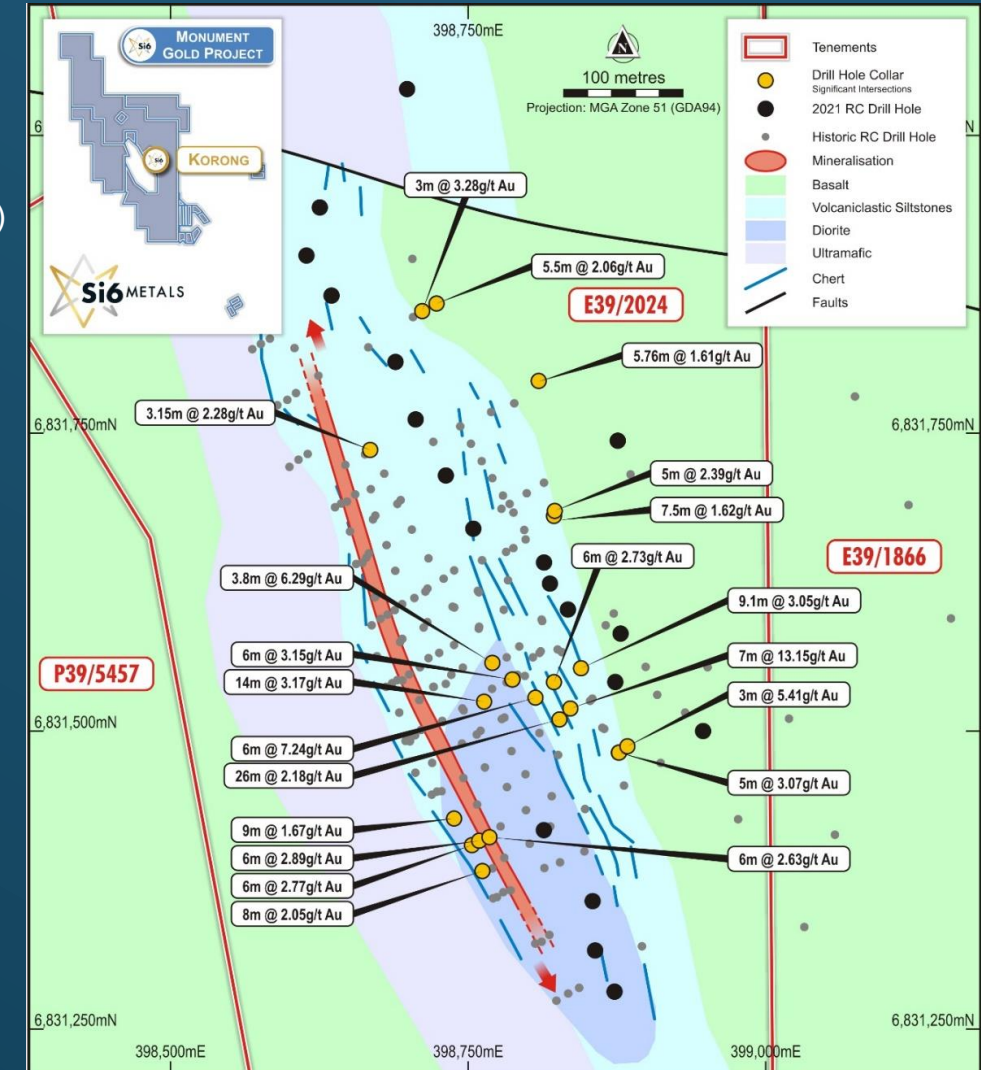 )
MONUMENT
GOLD PROJECT
Si6
Si6
KORONG
Si6 METALS
398,750mE
N
100 metres
Projection: MGA Zone 51 (GDA94)
Tenements
Drill Hole Collar
Significant Intersections
2021 RC Drill Hole
Historic RC Drill Hole
Mineralisation
Basalt
Volcaniclastic Siltstones
Diorite
Ultramafic
Chert
Faults
6
N
3m @ 3.28g/t Au
5.5m @ 2.06g/t Au
E39/2024
5.76m @ 1.61g/t Au
3.15m @ 2.28g/t Au
6,831,750mN
6,831,750mN
5m @ 2.39g/t Au
7.5m @ 1.62g/t Au
6m @ 2.73g/t Au
E39/1866
3.8m @ 6.29g/t Au
9.1m @ 3.05g/t Au
6m @ 3.15g/t Au
7m @ 13.15g/t Au
P39/5457
14m @ 3.17g/t Au
3m @ 5.41g/t Au
6,831,500mN
6,831,500mN
6m @ 7.24g/t Au
26m @ 2.18g/t Au
5m @ 3.07g/t Au
9m @ 1.67g/t Au
6m @ 2.89g/t Au
6m @ 2.63g/t Au
6m @ 2.77g/t Au
8m @ 2.05g/t Au
6,831,250mN
6,831,250mN
398,500mE
398,750mE
399,000mE